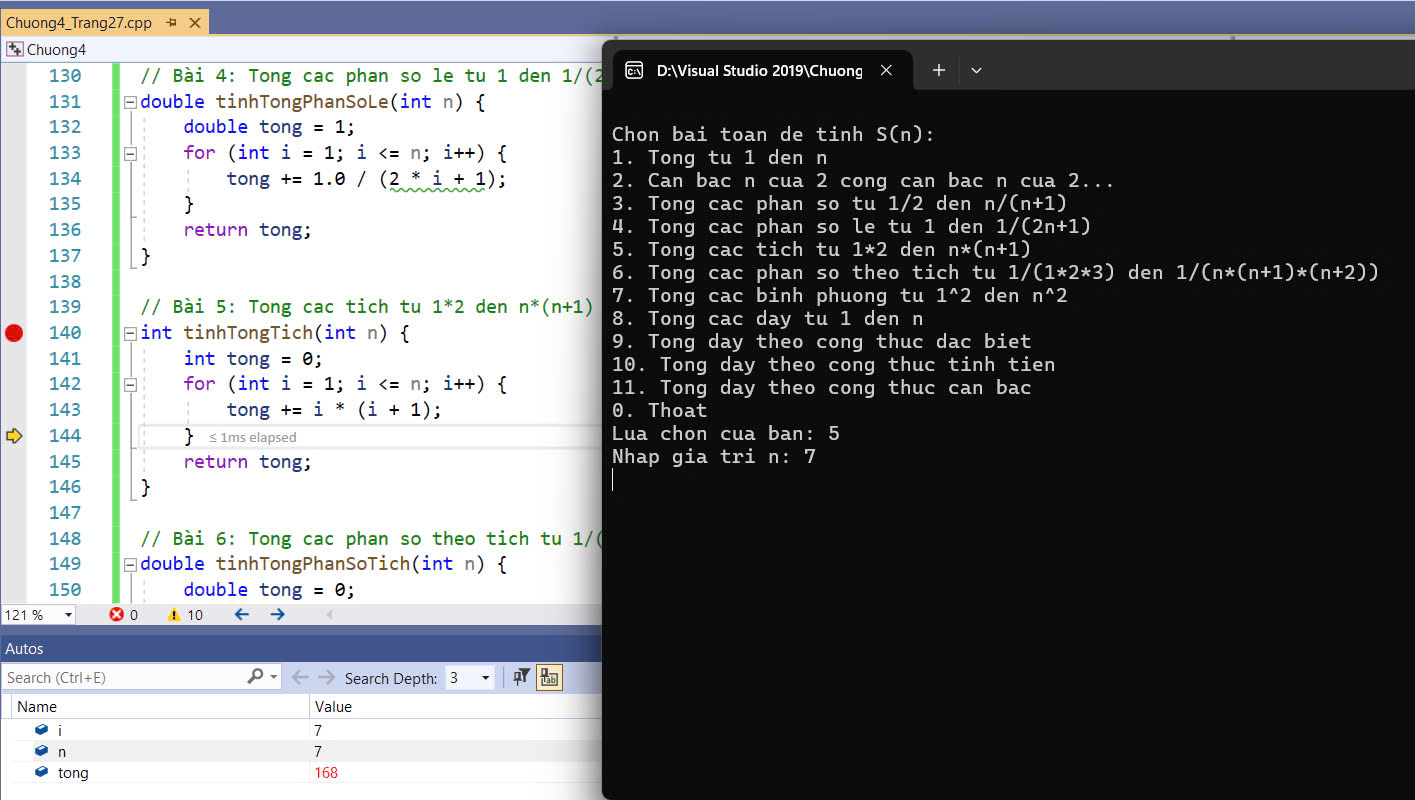 Chuong4_Trang27.cpp
Chuong4
130 // Bài 4: Tong cac phan so le tu 1 den 1/(2
131 double tinhTongPhanSoLe(int n) {
132 double tong = 1;
133 for (int i = 1; i <= n; i++) {
134 tong += 1.0 / (2 * i + 1);
135 }
136 return tong;
137 }
138
139 // Bài 5: Tong cac tich tu 1*2 den n*(n+1)
140 int tinhTongTich(int n) {
141 int tong = 0;
142 for (int i = 1; i <= n; i++) {
143 tong += i * (i + 1);
144 } ≤ 1ms elapsed
145 return tong;
146 }
147
148 // Bài 6: Tong cac phan so theo tich tu 1/(
149 double tinhTongPhanSoTich(int n) {
150 double tong = 0;
121 % 0 10
Autos
Search (Ctrl+E) Search Depth: 3
Name Value
i 7
n 7
tong 168
D:\Visual Studio 2019\Chuong
Chon bai toan de tinh S(n):
1. Tong tu 1 den n
2. Can bac n cua 2 cong can bac n cua 2...
3. Tong cac phan so tu 1/2 den n/(n+1)
4. Tong cac phan so le tu 1 den 1/(2n+1)
5. Tong cac tich tu 1*2 den n*(n+1)
6. Tong cac phan so theo tich tu 1/(1*2*3) den 1/(n*(n+1)*(n+2))
7. Tong cac binh phuong tu 1^2 den n^2
8. Tong cac day tu 1 den n
9. Tong day theo cong thuc dac biet
10. Tong day theo cong thuc tinh tien
11. Tong day theo cong thuc can bac
0. Thoat
Lua chon cua ban: 5
Nhap gia tri n: 7